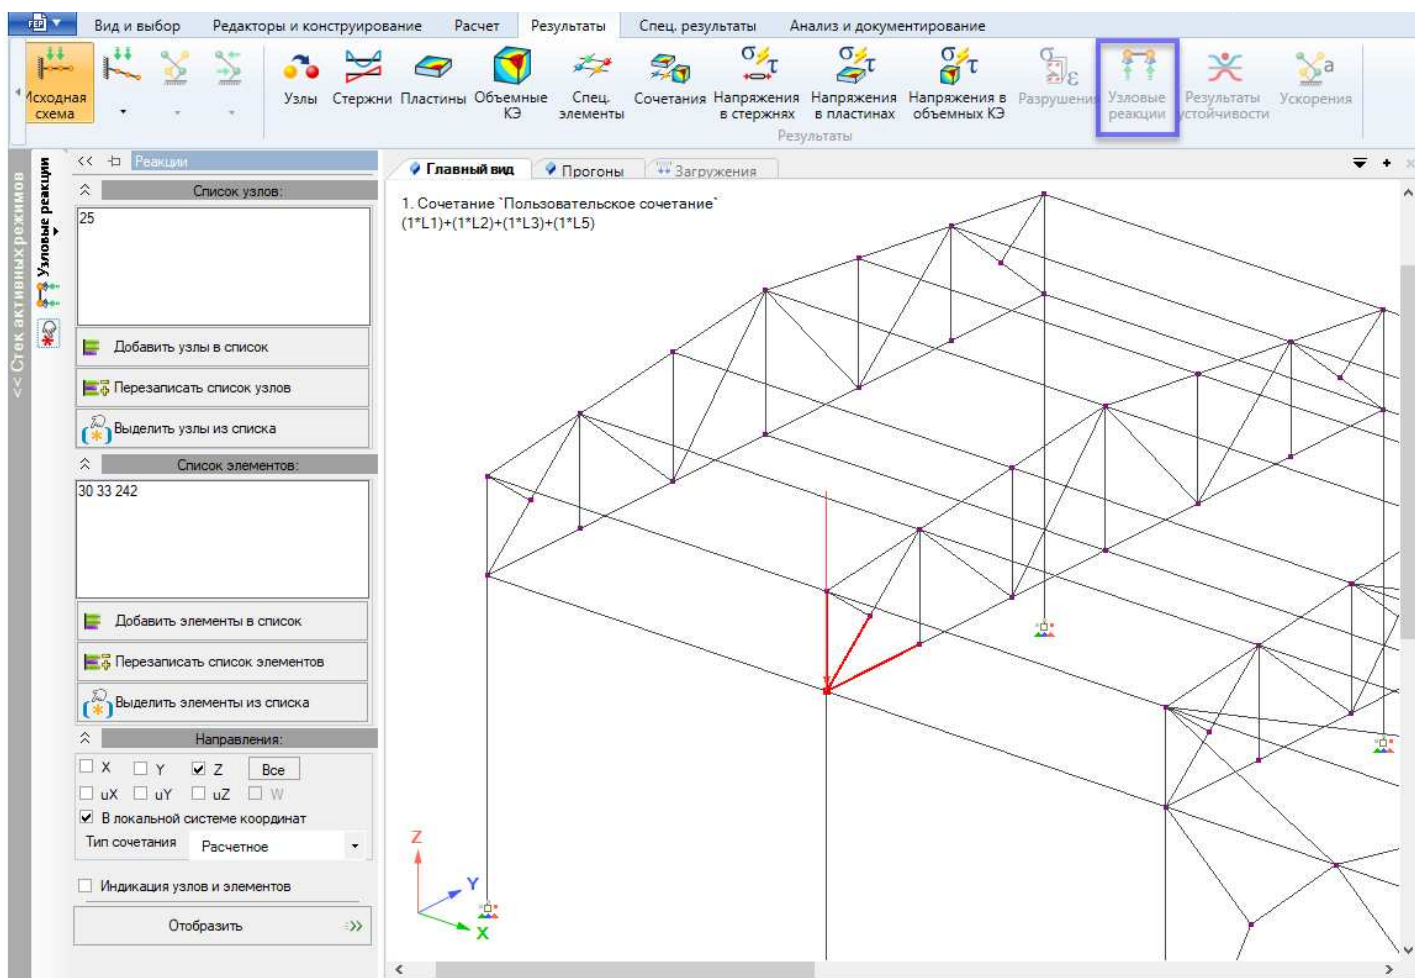 FEP
Вид и выбор
Редакторы и конструирование
Расчет
Результаты
Спец. результаты
Анализ и документирование
Исходная схема
Узлы
Стержни
Пластины
Объемные КЭ
Спец. элементы
Сочетания
Напряжения в стержнях
Напряжения в пластинах
Напряжения в объемных КЭ
Разрушения
Узловые реакции
Результаты устойчивости
Ускорения
Результаты
<< Стек активных режимов
Узловые реакции
<< Реакции
Список узлов:
25
Добавить узлы в список
Перезаписать список узлов
Выделить узлы из списка
Список элементов:
30 33 242
Добавить элементы в список
Перезаписать список элементов
Выделить элементы из списка
Направления:
X Y Z Все
uX uY uZ W
В локальной системе координат
Тип сочетания Расчетное
Индикация узлов и элементов
Отобразить
Главный вид
Прогоны
Загружения
1. Сочетание `Пользовательское сочетание`
(1*L1)+(1*L2)+(1*L3)+(1*L5)
Z
Y
X